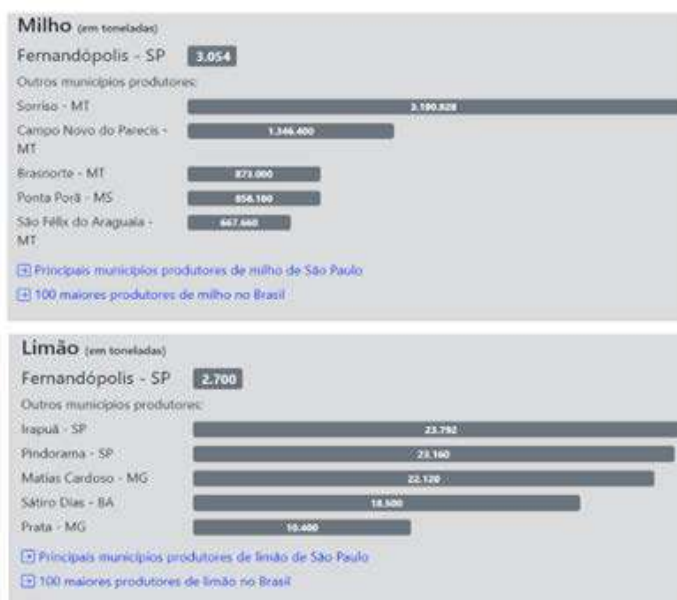 Milho (em toneladas)
Fernandópolis - SP 3.054
Outros municípios produtores:
Sorriso - MT 3.180.828
Campo Novo do Parecis - 1.346.400
MT
Brasnorte - MT 873.000
Ponta Porã - MS 858.180
São Félix do Araguaia - 667.660
MT
Principais municípios produtores de milho de São Paulo
100 maiores produtores de milho no Brasil
Limão (em toneladas)
Fernandópolis - SP 2.700
Outros municípios produtores:
Irapuã - SP 23.792
Pindorama - SP 23.160
Matias Cardoso - MG 22.120
Sátiro Dias - BA 18.500
Prata - MG 10.400
Principais municípios produtores de limão de São Paulo
100 maiores produtores de limão no Brasil